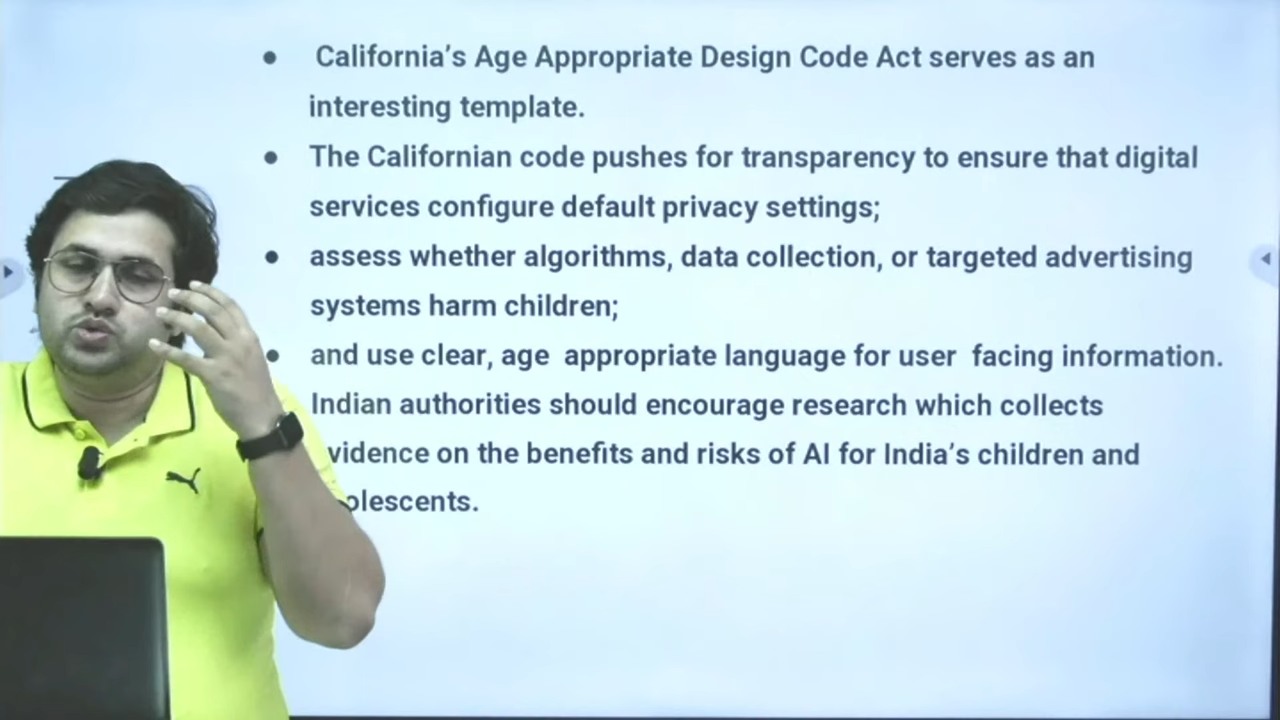 • California's Age Appropriate Design Code Act serves as an
interesting template.
• The Californian code pushes for transparency to ensure that digital
services configure default privacy settings;
• assess whether algorithms, data collection, or targeted advertising
systems harm children;
• and use clear, age appropriate language for user facing information.
Indian authorities should encourage research which collects
vidence on the benefits and risks of AI for India's children and
olescents.